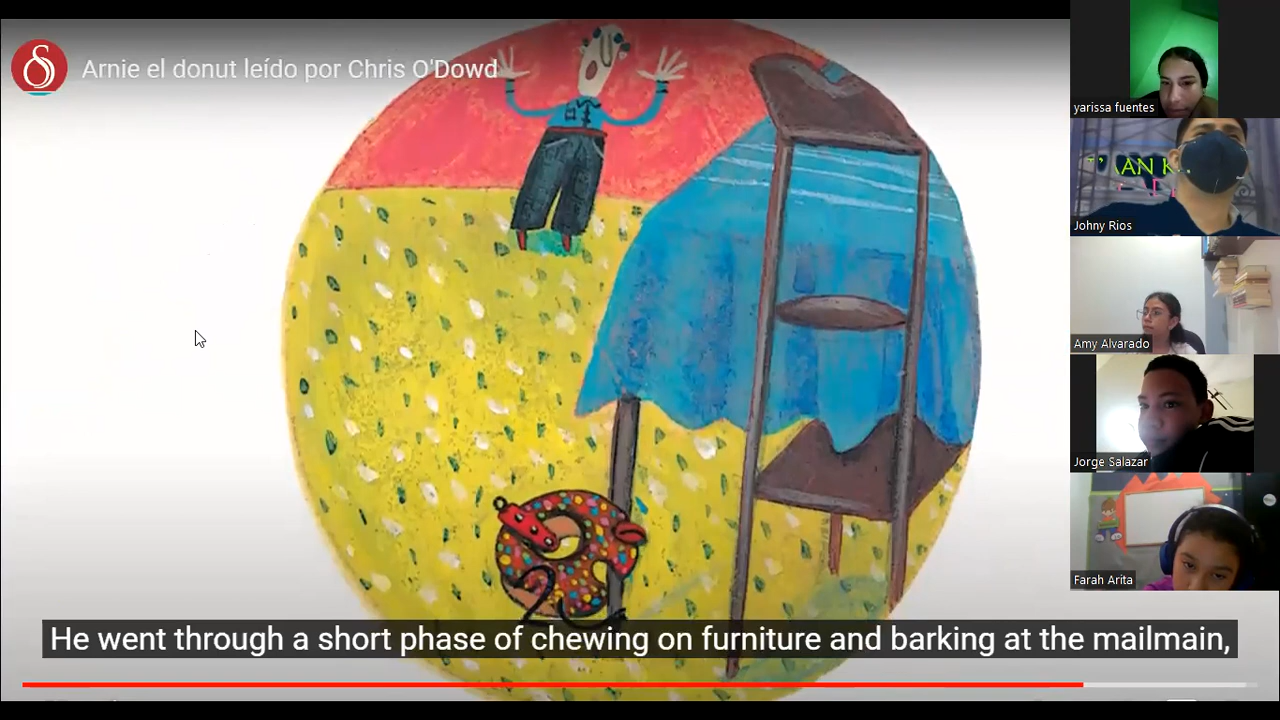 Arnie el donut leído por Chris O'Dowd
yarissa fuentes
Johny Rios
Amy Alvarado
Jorge Salazar
Farah Arita
He went through a short phase of chewing on furniture and barking at the mailmain,